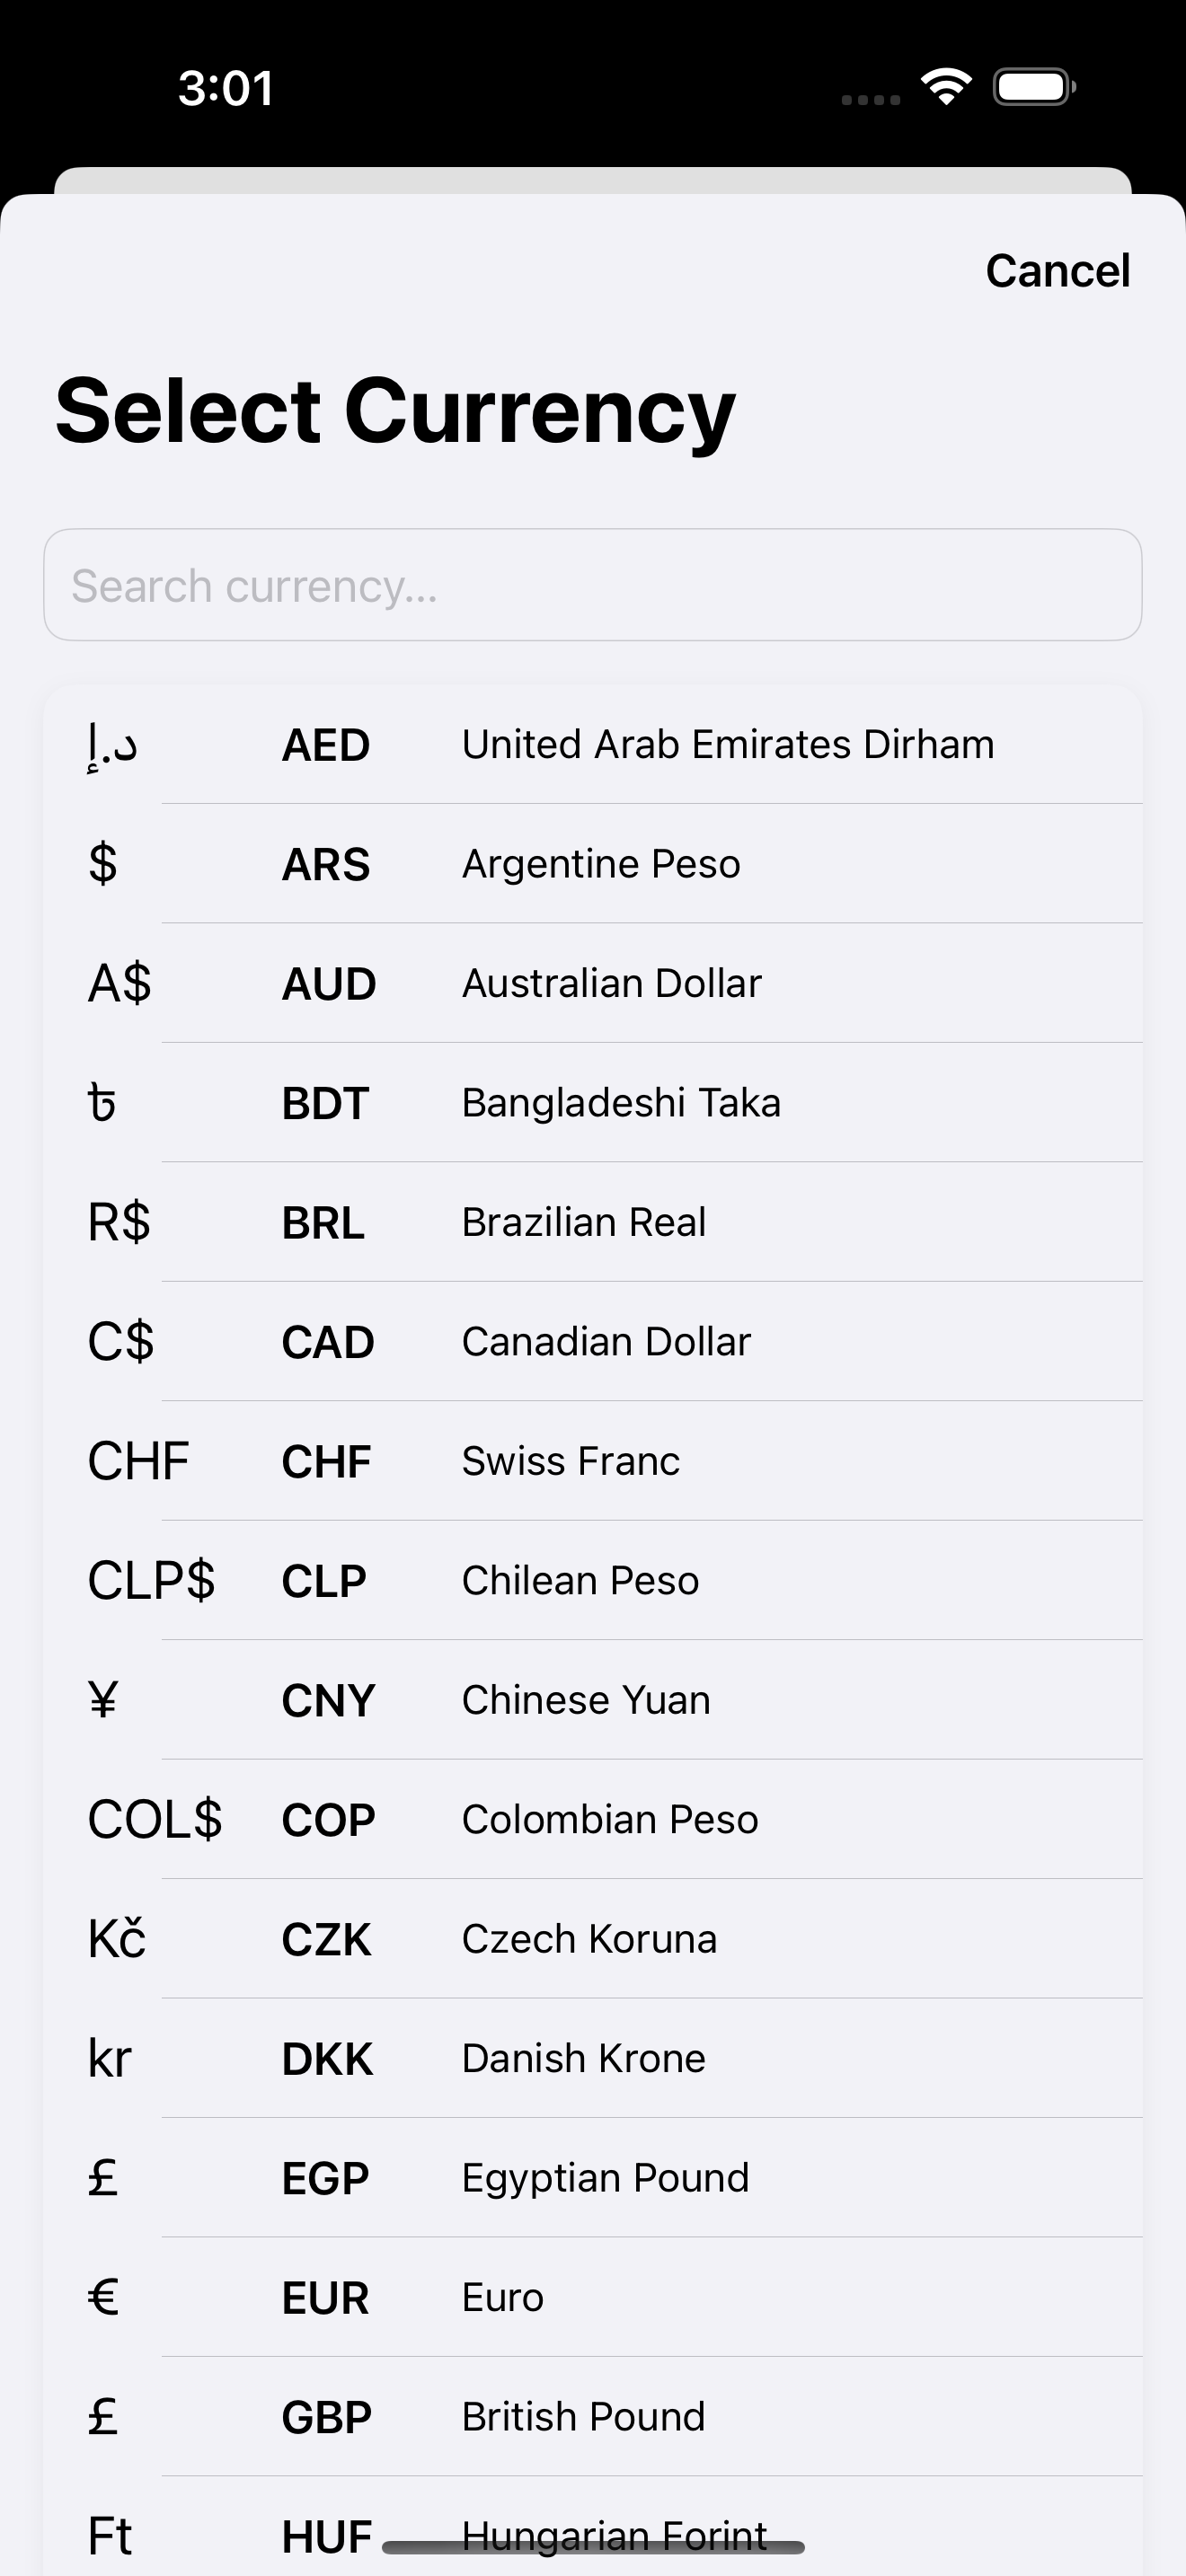 3:01
Cancel
Select Currency
Search currency...
د.إ AED United Arab Emirates Dirham
$ ARS Argentine Peso
A$ AUD Australian Dollar
৳ BDT Bangladeshi Taka
R$ BRL Brazilian Real
C$ CAD Canadian Dollar
CHF CHF Swiss Franc
CLP$ CLP Chilean Peso
¥ CNY Chinese Yuan
COL$ COP Colombian Peso
Kč CZK Czech Koruna
kr DKK Danish Krone
£ EGP Egyptian Pound
€ EUR Euro
£ GBP British Pound
Ft HUF Hungarian Forint